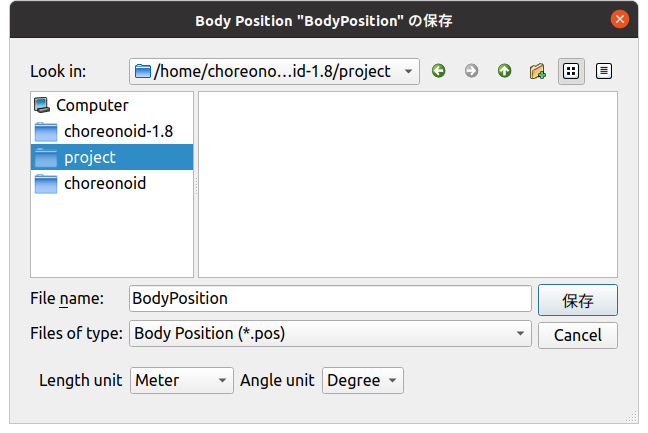 Body Position "BodyPosition" の保存
Look in: /home/choreono...id-1.8/project
Computer
choreonoid-1.8
project
choreonoid
File name: BodyPosition 保存
Files of type: Body Position (*.pos) Cancel
Length unit Meter Angle unit Degree